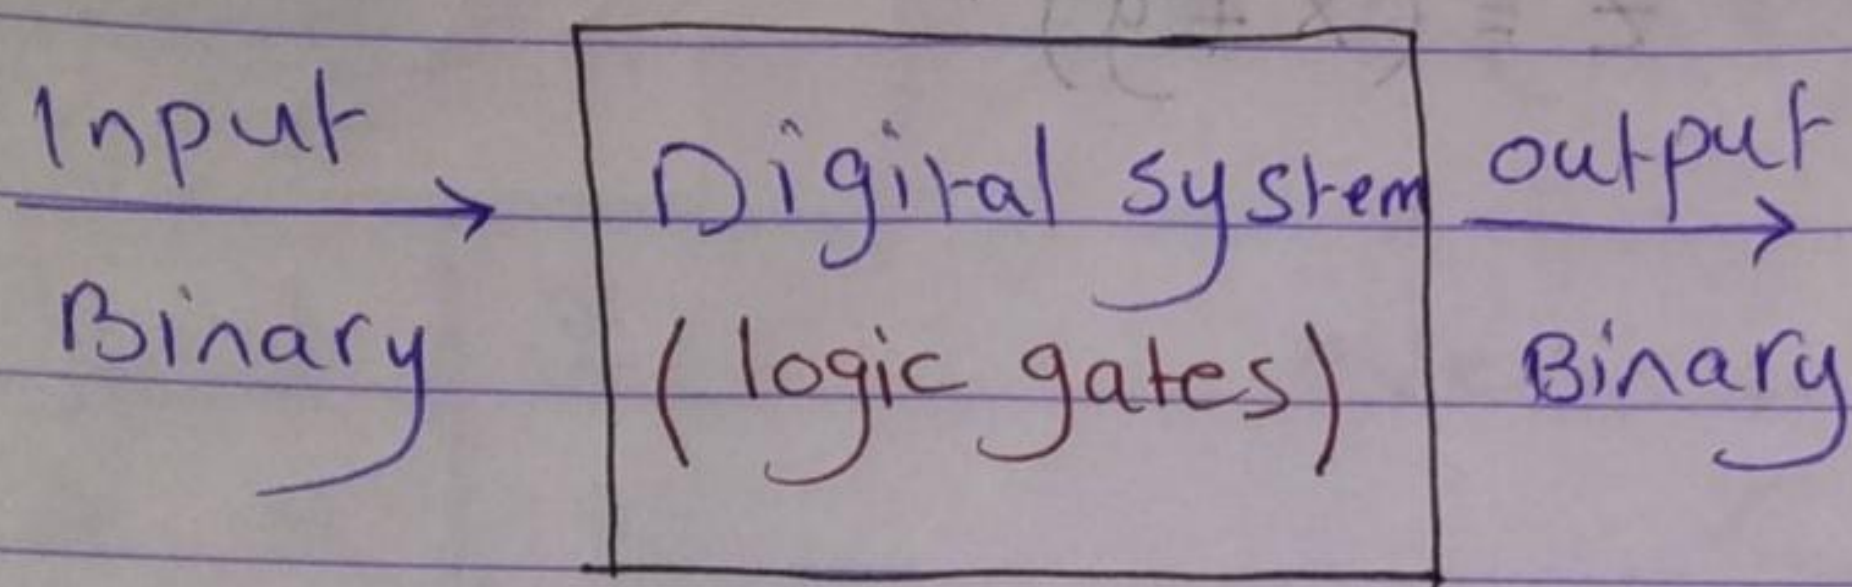 Input
Digital system
output
Binary
(logic gates)
Binary